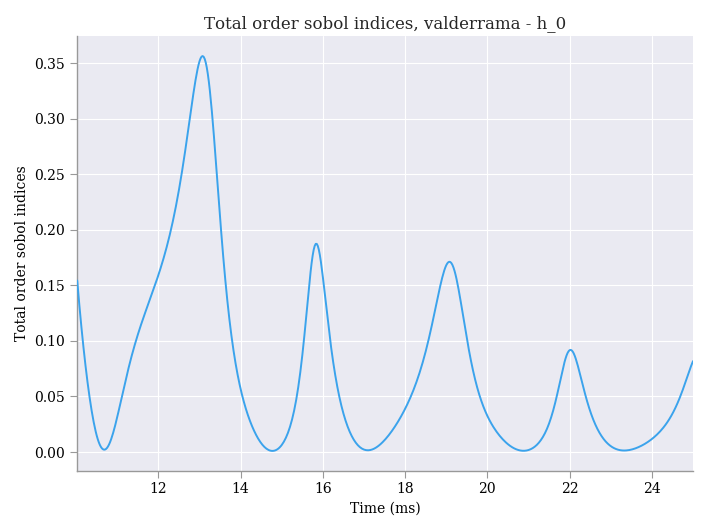 Total order sobol indices, valderrama - h_0
Total order sobol indices
0.35
0.30
0.25
0.20
0.15
0.10
0.05
0.00
12 14 16 18 20 22 24
Time (ms)